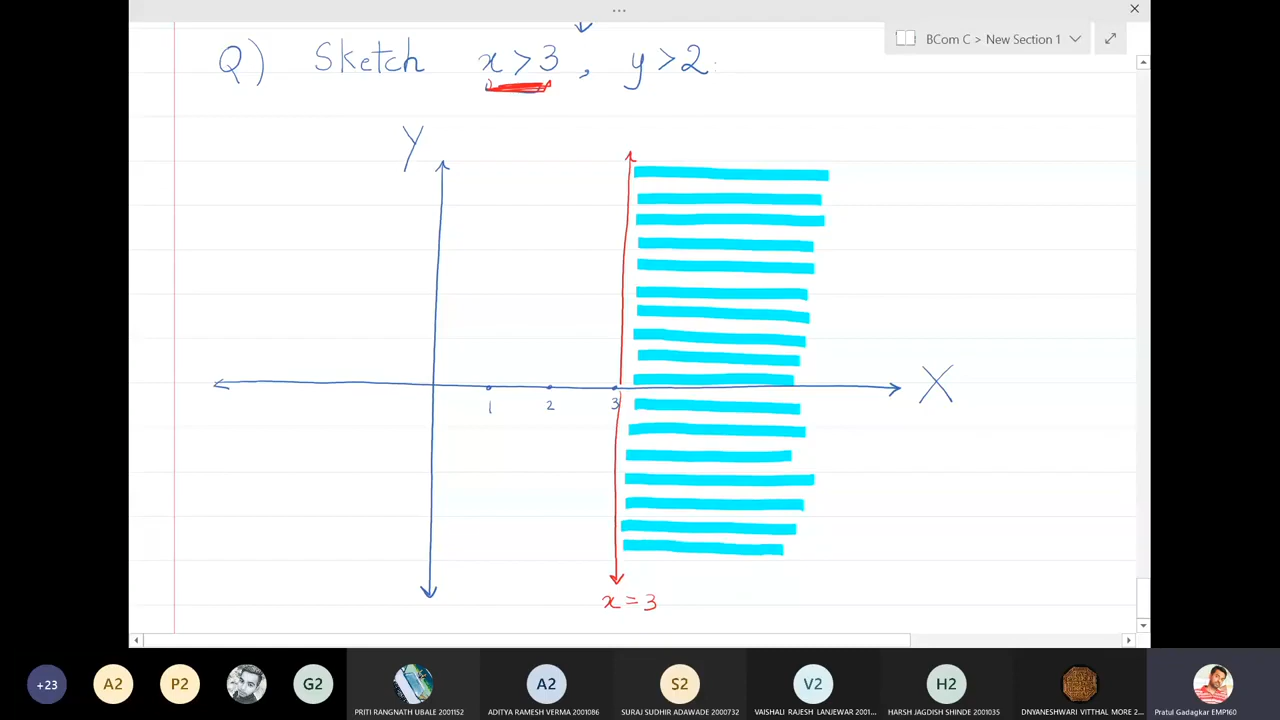 BCom C > New Section 1
Q) Sketch x > 3 , y > 2
Y
X
1 2 3
x = 3
+23 A2 P2 G2 A2 S2 V2 H2
PRITI RANGNATH UBALE 2001152 ADITYA RAMESH VERMA 2001086 SURAJ SUDHIR ADAWADE 2000732 VAISHALI RAJESH LANJEWAR 2001... HARSH JAGDISH SHINDE 2001035 DNYANESHWARI VITTHAL MORE 2... Pratul Gadagkar EMP160